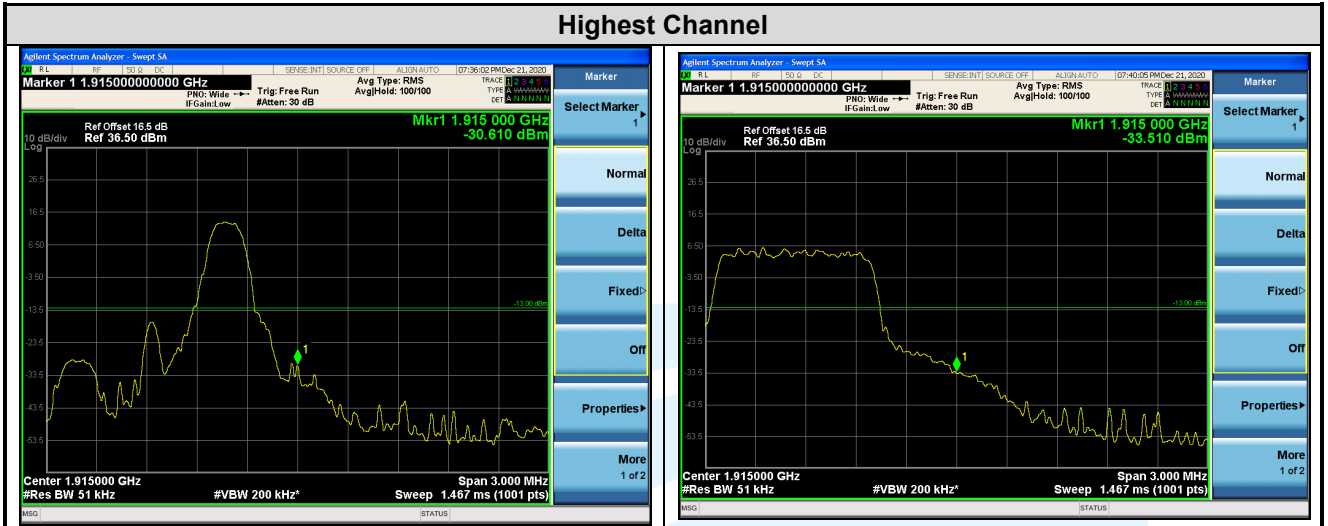 Highest Channel
Agilent Spectrum Analyzer - Swept SA
RL RF 50 Ω DC SENSE:INT SOURCE OFF ALIGN AUTO 07:36:02 PM Dec 21, 2020
Marker 1 1.915000000000 GHz
PNO: Wide
IFGain:Low
Trig: Free Run
#Atten: 30 dB
Avg Type: RMS
Avg|Hold: 100/100
TRACE 1 2 3 4 5 6
TYPE A WWWWW
DET A N N N N N
Ref Offset 16.5 dB
10 dB/div Ref 36.50 dBm
Log
Mkr1 1.915 000 GHz
-30.610 dBm
26.5
16.5
6.50
-3.50
-13.5
-13.00 dBm
-23.5
1
-33.5
-43.5
-53.5
Center 1.915000 GHz Span 3.000 MHz
#Res BW 51 kHz #VBW 200 kHz* Sweep 1.467 ms (1001 pts)
MSG STATUS
Marker
Select Marker
1
Normal
Delta
Fixed
Off
Properties
More
1 of 2
Agilent Spectrum Analyzer - Swept SA
RL RF 50 Ω DC SENSE:INT SOURCE OFF ALIGN AUTO 07:40:05 PM Dec 21, 2020
Marker 1 1.915000000000 GHz
PNO: Wide
IFGain:Low
Trig: Free Run
#Atten: 30 dB
Avg Type: RMS
Avg|Hold: 100/100
TRACE 1 2 3 4 5 6
TYPE A WWWWW
DET A N N N N N
Ref Offset 16.5 dB
10 dB/div Ref 36.50 dBm
Log
Mkr1 1.915 000 GHz
-33.510 dBm
26.5
16.5
6.50
-3.50
-13.5
-13.00 dBm
-23.5
1
-33.5
-43.5
-53.5
Center 1.915000 GHz Span 3.000 MHz
#Res BW 51 kHz #VBW 200 kHz* Sweep 1.467 ms (1001 pts)
MSG STATUS
Marker
Select Marker
1
Normal
Delta
Fixed
Off
Properties
More
1 of 2